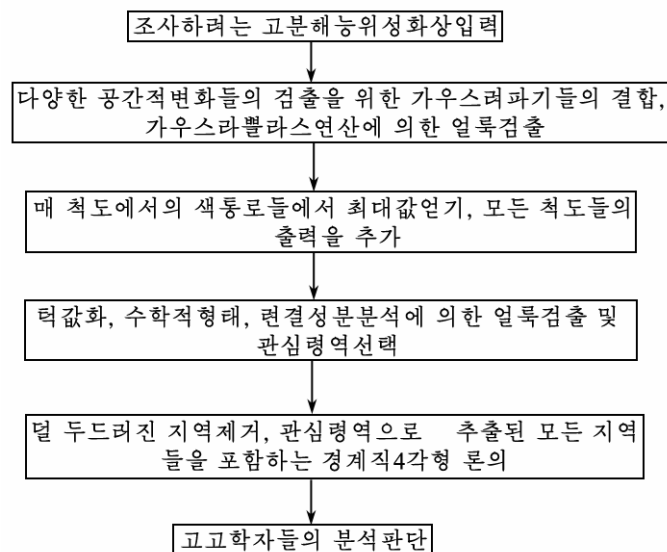 조사하려는 고분해능위성화상입력
다양한 공간적변화들의 검출을 위한 가우스려파기들의 결합,
가우스라쁠라스연산에 의한 얼룩검출
매 척도에서의 색통로들에서 최대값얻기, 모든 척도들의
출력을 추가
턱값화, 수학적형태, 련결성분분석에 의한 얼룩검출 및
관심령역선택
덜 두드러진 지역제거, 관심령역으로 추출된 모든 지역
들을 포함하는 경계직4각형 론의
고고학자들의 분석판단